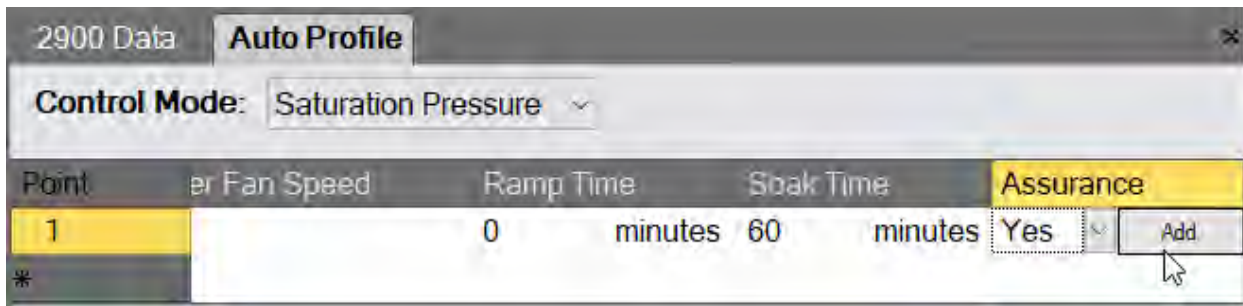 2900 Data Auto Profile
Control Mode: Saturation Pressure
Point er Fan Speed Ramp Time Soak Time Assurance
1 0 minutes 60 minutes Yes Add
*